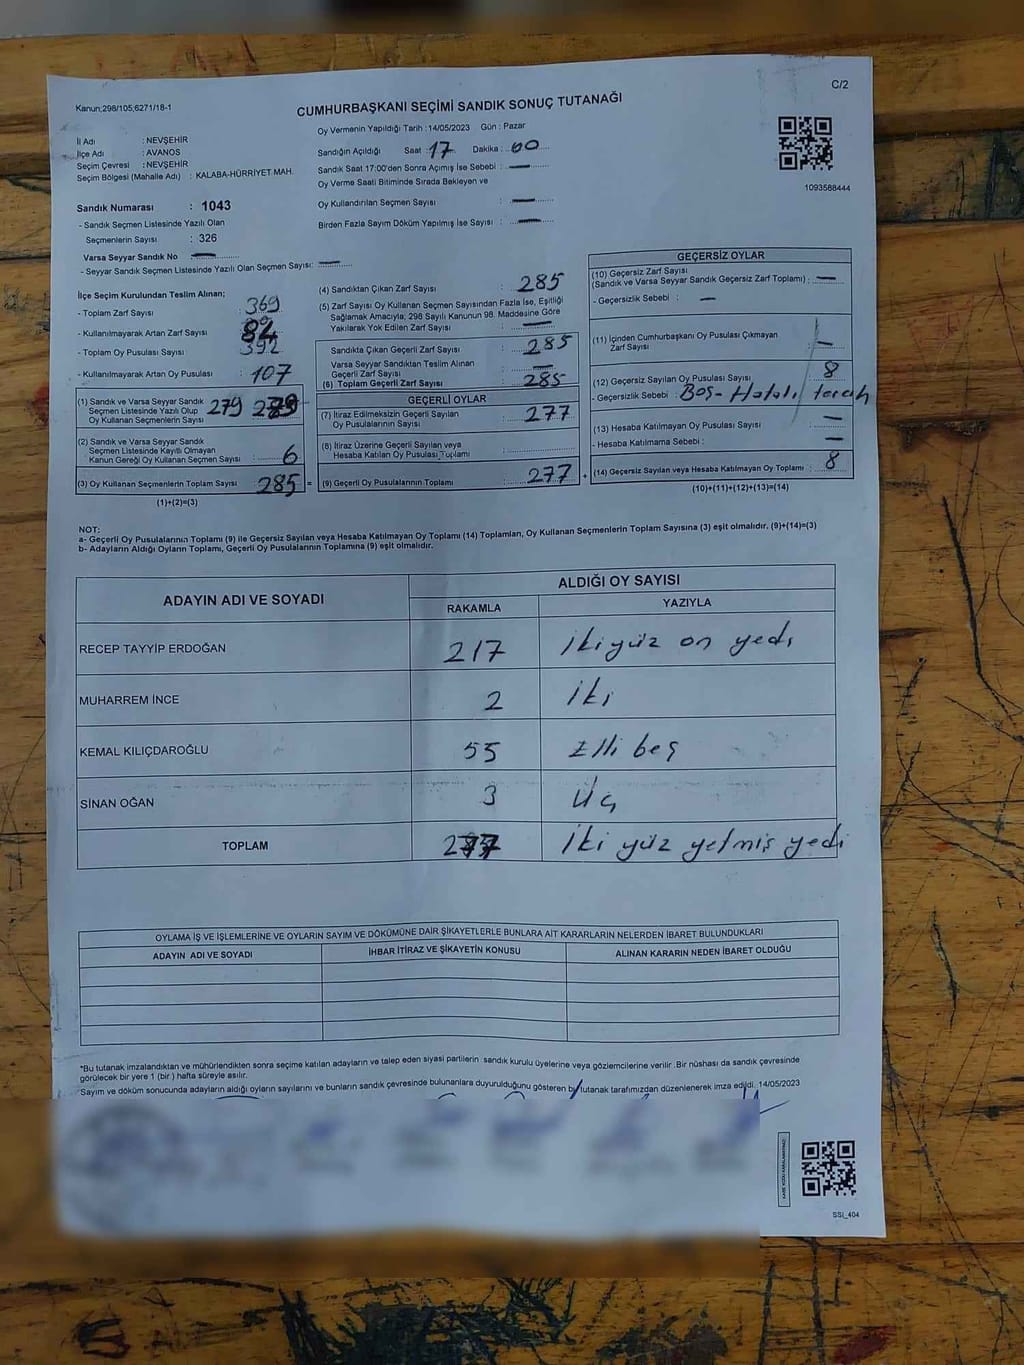 Kanun;298/105;6271/18-1
C/2
CUMHURBAŞKANI SEÇİMİ SANDIK SONUÇ TUTANAĞI
İl Adı : NEVŞEHİR
İlçe Adı : AVANOS
Seçim Çevresi : NEVŞEHİR
Seçim Bölgesi (Mahalle Adı) : KALABA-HÜRRİYET MAH.
Oy Vermenin Yapıldığı Tarih : 14/05/2023 Gün : Pazar
Sandığın Açıldığı Saat : 17 Dakika : 00
Sandık Saat 17:00'den Sonra Açımış İse Sebebi : —
Oy Verme Saati Bitiminde Sırada Bekleyen ve
Oy Kullandırılan Seçmen Sayısı : —
Birden Fazla Sayım Döküm Yapılmış İse Sayısı : —
1093588444
Sandık Numarası : 1043
- Sandık Seçmen Listesinde Yazılı Olan
Seçmenlerin Sayısı : 326
Varsa Seyyar Sandık No —
- Seyyar Sandık Seçmen Listesinde Yazılı Olan Seçmen Sayısı: —
İlçe Seçim Kurulundan Teslim Alınan;
- Toplam Zarf Sayısı : 369
- Kullanılmayarak Artan Zarf Sayısı : 84
- Toplam Oy Pusulası Sayısı : 392
- Kullanılmayarak Artan Oy Pusulası : 107
(1) Sandık ve Varsa Seyyar Sandık
Seçmen Listesinde Yazılı Olup
Oy Kullanan Seçmenlerin Sayısı : 279
(2) Sandık ve Varsa Seyyar Sandık
Seçmen Listesinde Kayıtlı Olmayan
Kanun Gereği Oy Kullanan Seçmen Sayısı : 6
(3) Oy Kullanan Seçmenlerin Toplam Sayısı : 285 =
(1)+(2)=(3)
(4) Sandıktan Çıkan Zarf Sayısı : 285
(5) Zarf Sayısı Oy Kullanan Seçmen Sayısından Fazla İse, Eşitliği
Sağlamak Amacıyla; 298 Sayılı Kanunun 98. Maddesine Göre
Yakılarak Yok Edilen Zarf Sayısı : —
Sandıkta Çıkan Geçerli Zarf Sayısı : 285
Varsa Seyyar Sandıktan Teslim Alınan
Geçerli Zarf Sayısı : —
(6) Toplam Geçerli Zarf Sayısı : 285
GEÇERLİ OYLAR
(7) İtiraz Edilmeksizin Geçerli Sayılan
Oy Pusulalarının Sayısı : 277
(8) İtiraz Üzerine Geçerli Sayılan veya
Hesaba Katılan Oy Pusulası Toplamı :
(9) Geçerli Oy Pusulalarının Toplamı : 277 +
GEÇERSİZ OYLAR
(10) Geçersiz Zarf Sayısı
(Sandık ve Varsa Seyyar Sandık Geçersiz Zarf Toplamı) : —
- Geçersizlik Sebebi : —
(11) İçinden Cumhurbaşkanı Oy Pusulası Çıkmayan
Zarf Sayısı : —
(12) Geçersiz Sayılan Oy Pusulası Sayısı : 8
- Geçersizlik Sebebi : Boş - Hatalı tercih
(13) Hesaba Katılmayan Oy Pusulası Sayısı : —
- Hesaba Katılmama Sebebi : —
(14) Geçersiz Sayılan veya Hesaba Katılmayan Oy Toplamı : 8
(10)+(11)+(12)+(13)=(14)
NOT:
a- Geçerli Oy Pusulalarının Toplamı (9) ile Geçersiz Sayılan veya Hesaba Katılmayan Oy Toplamı (14) Toplamları, Oy Kullanan Seçmenlerin Toplam Sayısına (3) eşit olmalıdır. (9)+(14)=(3)
b- Adayların Aldığı Oyların Toplamı, Geçerli Oy Pusulalarının Toplamına (9) eşit olmalıdır.
ADAYIN ADI VE SOYADI
ALDIĞI OY SAYISI
RAKAMLA YAZIYLA
RECEP TAYYİP ERDOĞAN 217 İkiyüz on yedi
MUHARREM İNCE 2 İki
KEMAL KILIÇDAROĞLU 55 Elli beş
SİNAN OĞAN 3 Üç
TOPLAM 277 İki yüz yetmiş yedi
OYLAMA İŞ VE İŞLEMLERİNE VE OYLARIN SAYIM VE DÖKÜMÜNE DAİR ŞİKAYETLERLE BUNLARA AİT KARARLARIN NELERDEN İBARET BULUNDUKLARI
ADAYIN ADI VE SOYADI İHBAR İTİRAZ VE ŞİKAYETİN KONUSU ALINAN KARARIN NEDEN İBARET OLDUĞU
*Bu tutanak imzalandıktan ve mühürlendikten sonra seçime katılan adayların ve talep eden siyasi partilerin sandık kurulu üyelerine veya gözlemcilerine verilir. Bir nüshası da sandık çevresinde
görülecek bir yere 1 (bir ) hafta süreyle asılır.
Sayım ve döküm sonucunda adayların aldığı oyların sayılarını ve bunların sandık çevresinde bulunanlara duyurulduğunu gösteren bu tutanak tarafımızdan düzenlenerek imza edildi. 14/05/2023
SSİ_404